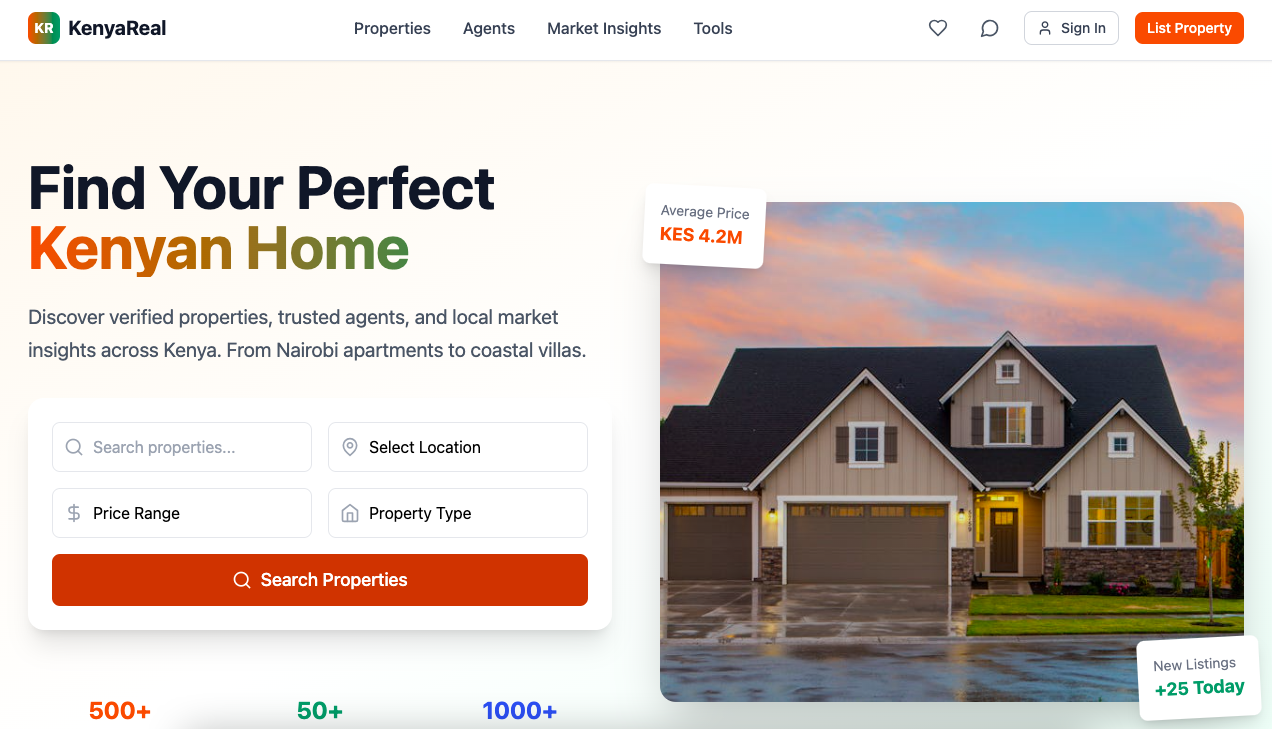 KR KenyaReal Properties Agents Market Insights Tools Sign In List Property
Find Your Perfect
Kenyan Home
Discover verified properties, trusted agents, and local market
insights across Kenya. From Nairobi apartments to coastal villas.
Search properties... Select Location
Price Range Property Type
Search Properties
500+ 50+ 1000+
Average Price
KES 4.2M
New Listings
+25 Today